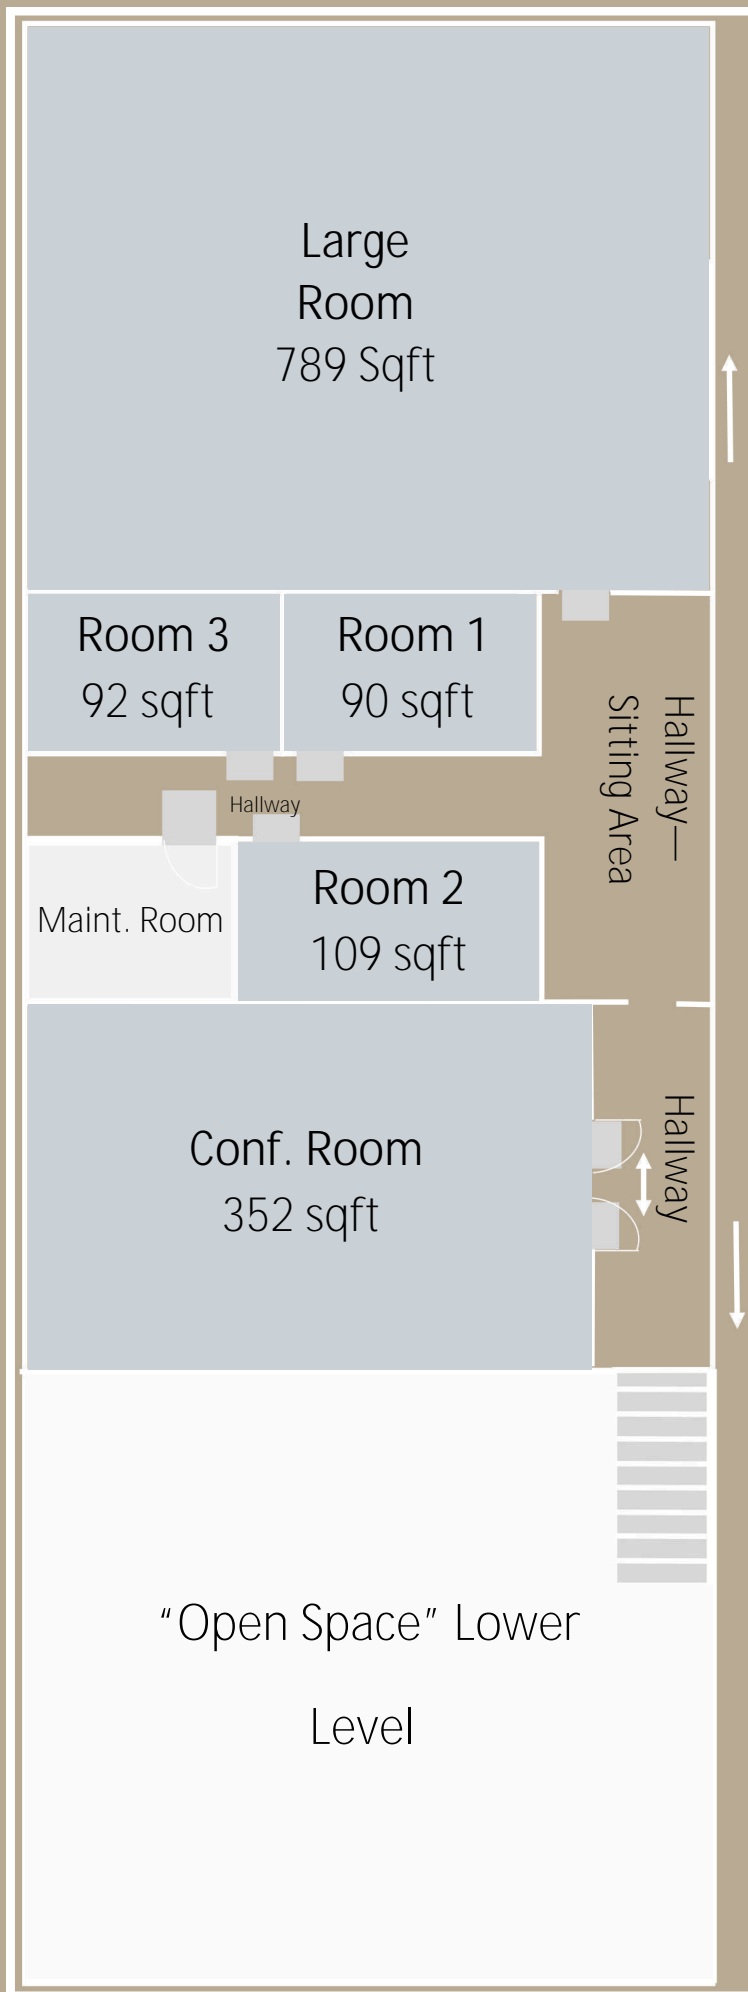 Large
Room
789 Sqft
Room 3
92 sqft
Room 1
90 sqft
Hallway—
Sitting Area
Hallway
Maint. Room
Room 2
109 sqft
Conf. Room
352 sqft
Hallway
“Open Space” Lower
Level